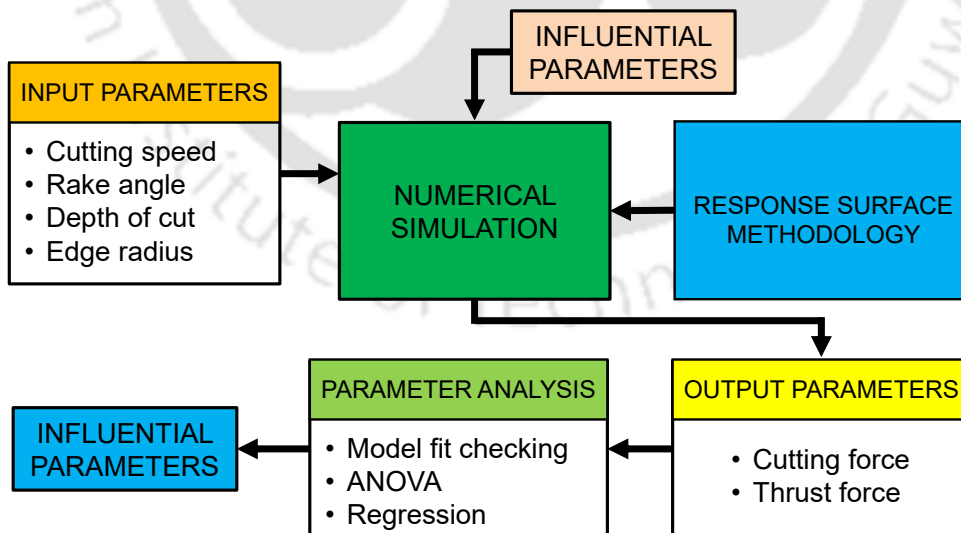 INFLUENTIAL
PARAMETERS
INPUT PARAMETERS
• Cutting speed
• Rake angle
• Depth of cut
• Edge radius
NUMERICAL
SIMULATION
RESPONSE SURFACE
METHODOLOGY
PARAMETER ANALYSIS
• Model fit checking
• ANOVA
• Regression
OUTPUT PARAMETERS
• Cutting force
• Thrust force
INFLUENTIAL
PARAMETERS